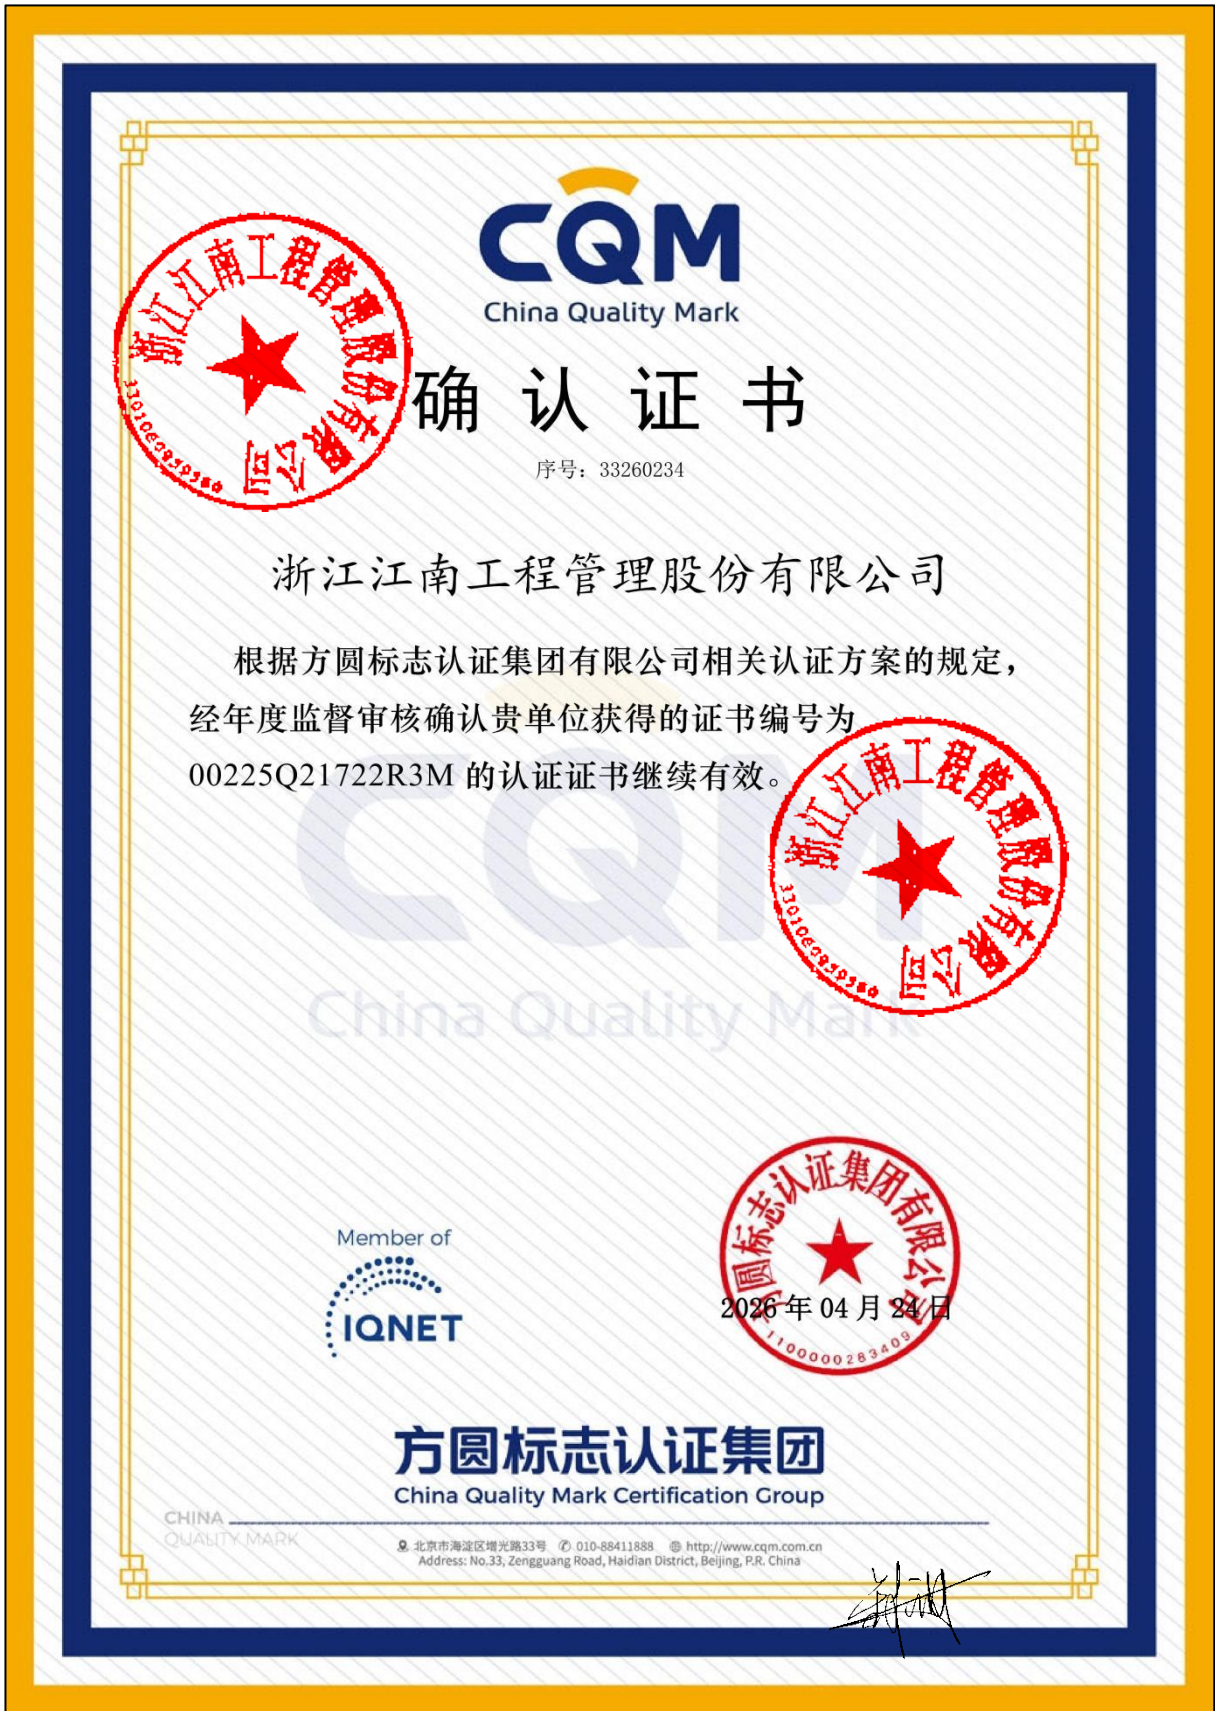 CQM
China Quality Mark
确认证书
序号：33260234
浙江江南工程管理股份有限公司
根据方圆标志认证集团有限公司相关认证方案的规定，
经年度监督审核确认贵单位获得的证书编号为
00225Q21722R3M 的认证证书继续有效。
浙江江南工程管理股份有限公司
浙江江南工程管理股份有限公司
CQM
China Quality Mark
Member of
IQNET
方圆标志认证集团有限公司
2026 年 04 月 24 日
1100000283409
方圆标志认证集团
China Quality Mark Certification Group
CHINA
QUALITY MARK
北京市海淀区增光路33号 010-88411888 http://www.cqm.com.cn
Address: No.33, Zengguang Road, Haidian District, Beijing, P.R. China